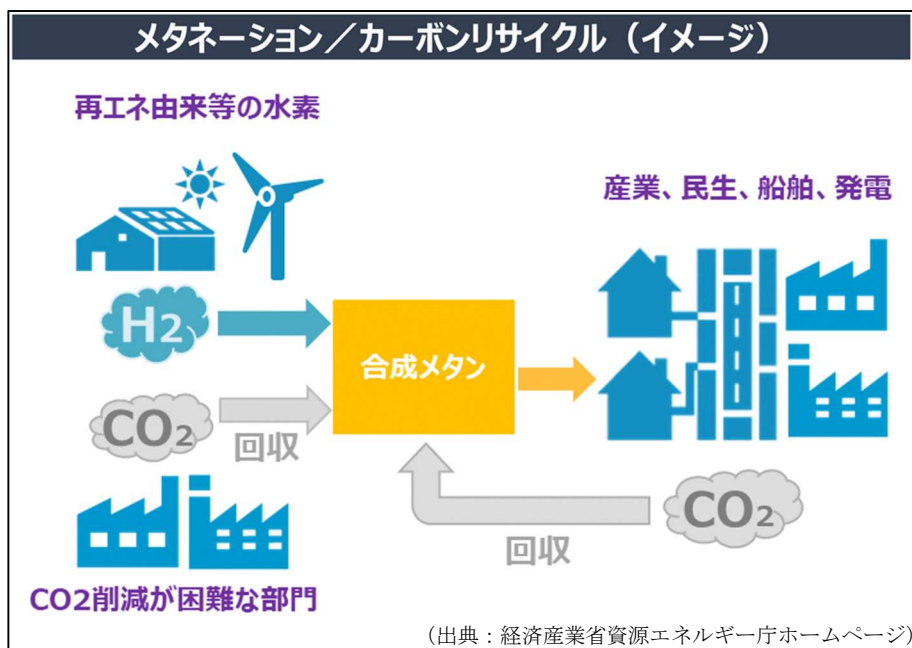 メタネーション／カーボンリサイクル（イメージ）
再エネ由来等の水素
産業、民生、船舶、発電
H2
合成メタン
CO2
回収
CO2
回収
CO2削減が困難な部門
（出典：経済産業省資源エネルギー庁ホームページ）